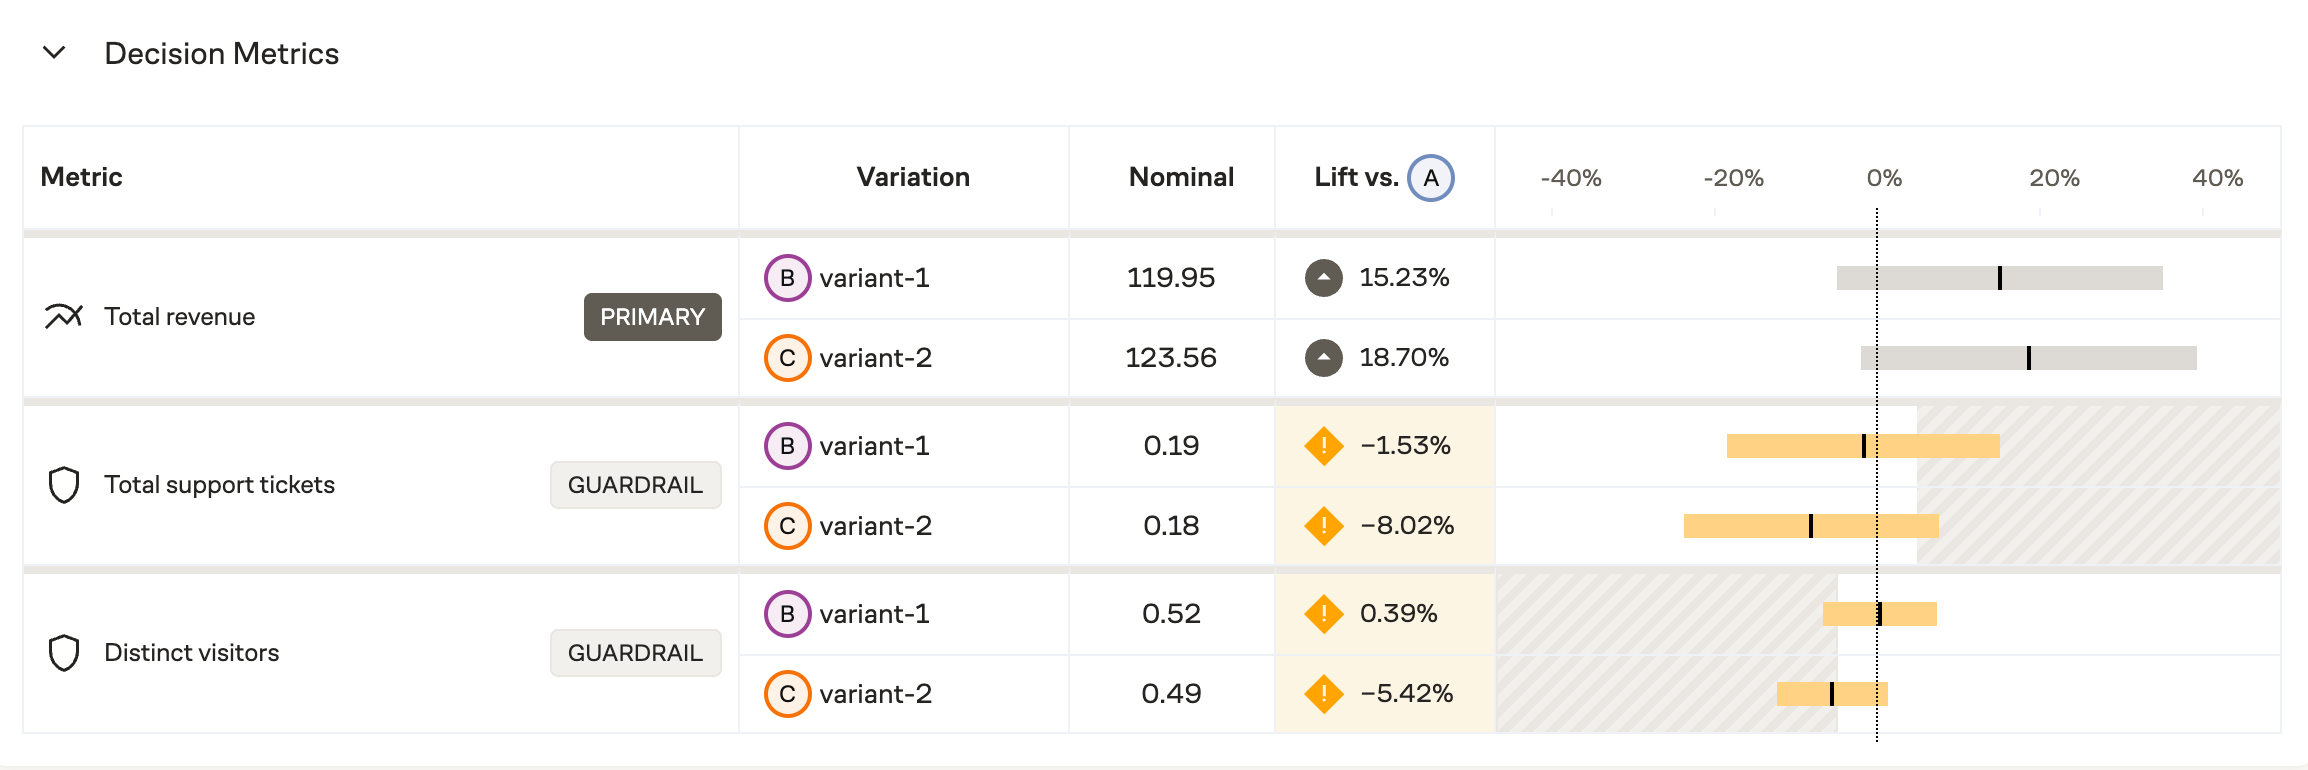 Decision Metrics
Metric Variation Nominal Lift vs. A -40% -20% 0% 20% 40%
Total revenue PRIMARY
B variant-1 119.95 15.23%
C variant-2 123.56 18.70%
Total support tickets GUARDRAIL
B variant-1 0.19 ! −1.53%
C variant-2 0.18 ! −8.02%
Distinct visitors GUARDRAIL
B variant-1 0.52 ! 0.39%
C variant-2 0.49 ! −5.42%